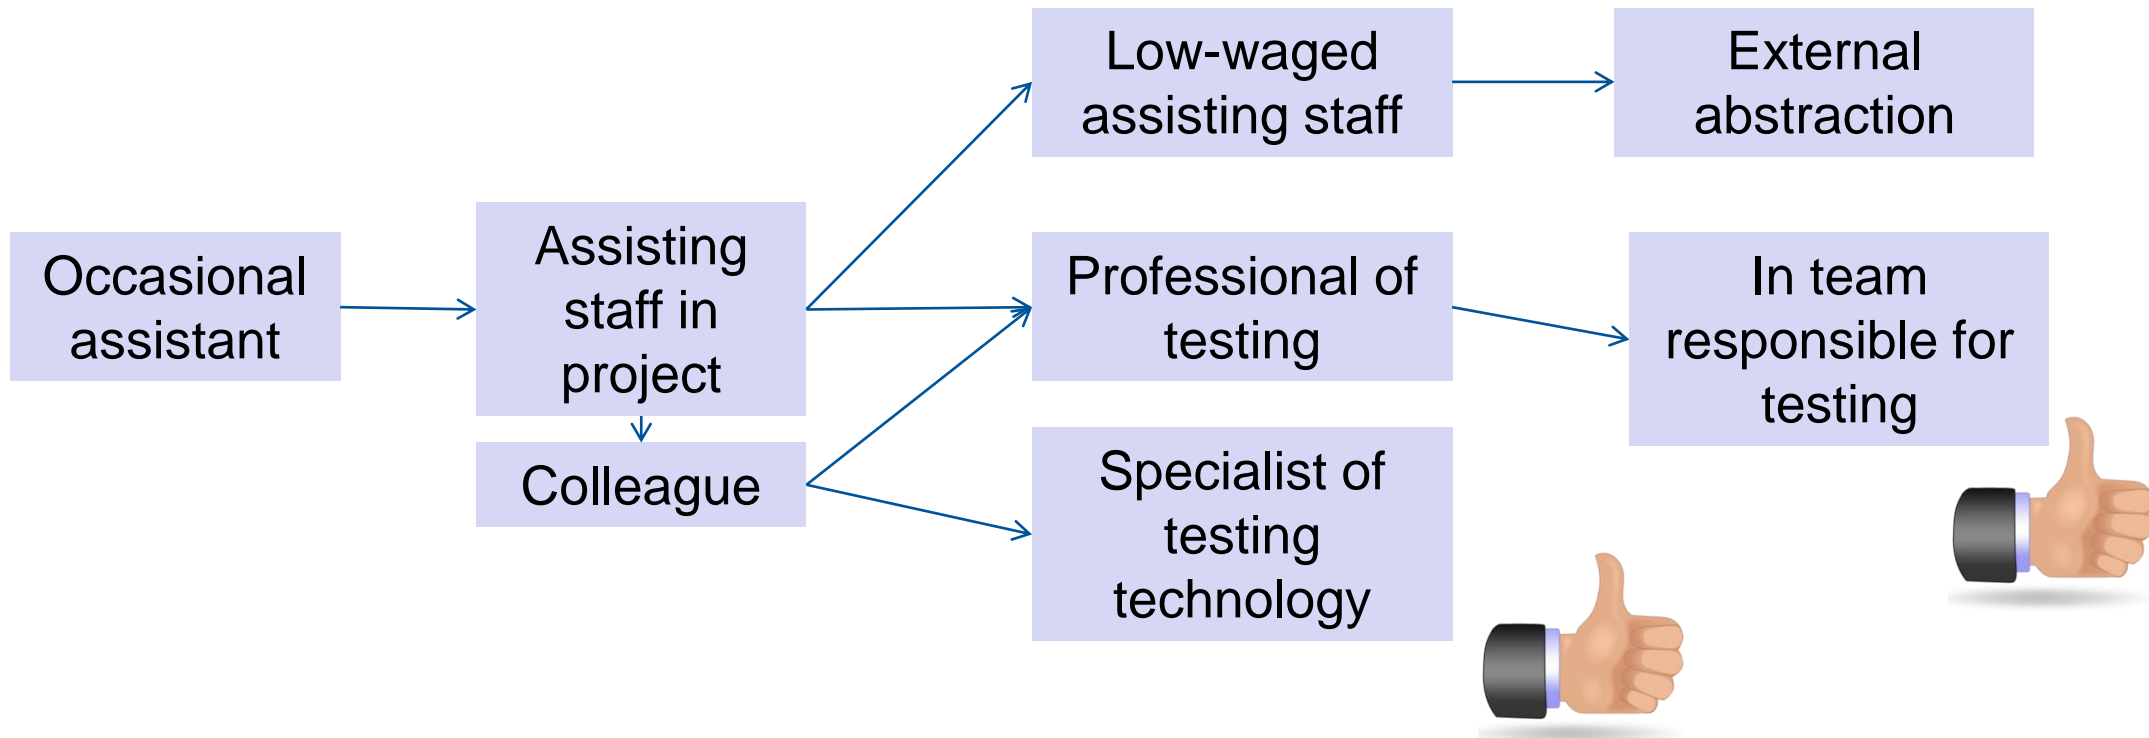 Occasional
assistant
Assisting
staff in
project
Colleague
Low-waged
assisting staff
External
abstraction
Professional of
testing
In team
responsible for
testing
Specialist of
testing
technology